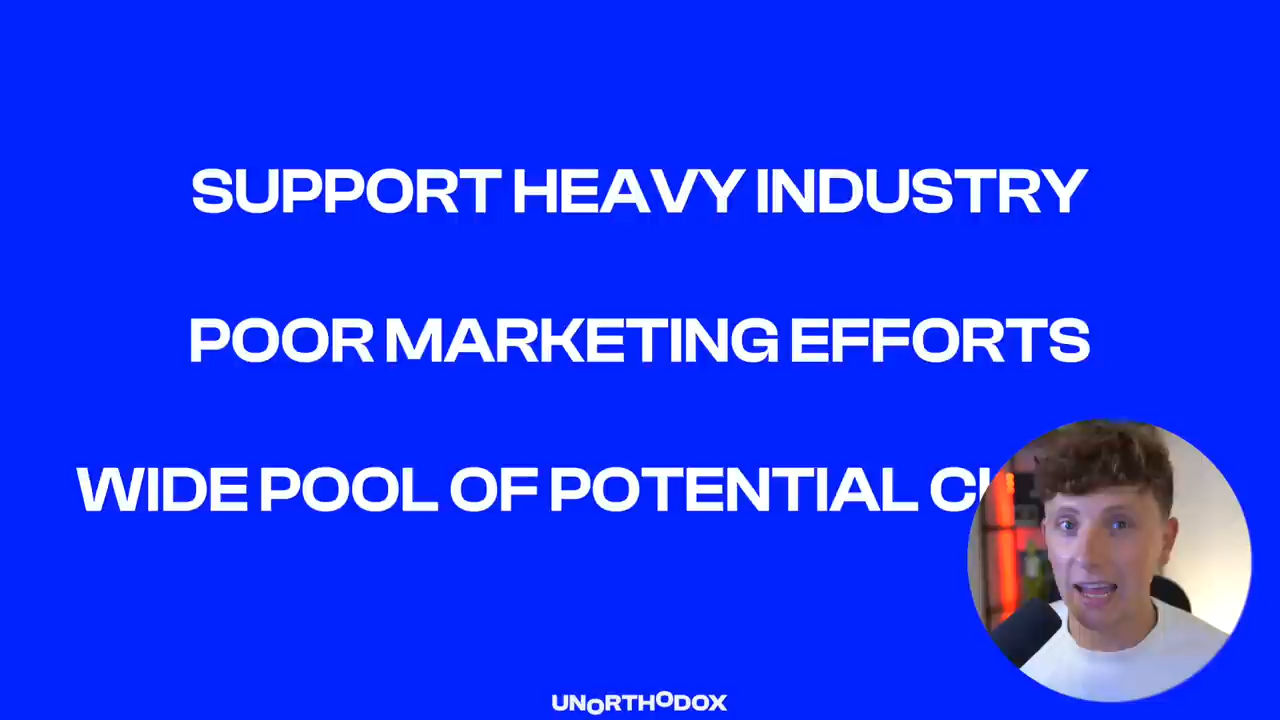 SUPPORT HEAVY INDUSTRY
POOR MARKETING EFFORTS
WIDE POOL OF POTENTIAL
UNORTHODOX